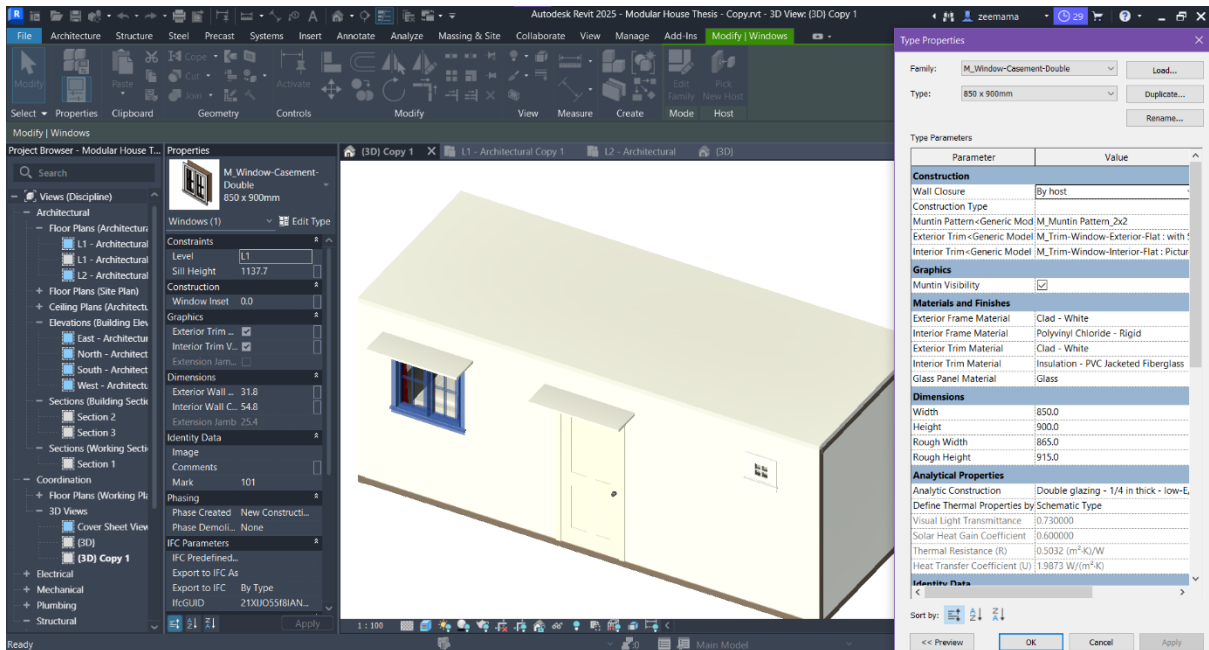 Autodesk Revit 2025 - Modular House Thesis - Copy.rvt - 3D View: {3D} Copy 1
zeemama
29
File Architecture Structure Steel Precast Systems Insert Annotate Analyze Massing & Site Collaborate View Manage Add-Ins Modify | Windows
Modify
Paste
Cope
Cut
Join
Activate
Edit Family
Pick New Host
Select Properties Clipboard Geometry Controls Modify View Measure Create Mode Host
Modify | Windows
Project Browser - Modular House T...
Search
Views (Discipline)
Architectural
Floor Plans (Architectura
L1 - Architectural
L1 - Architectural
L2 - Architectural
Floor Plans (Site Plan)
Ceiling Plans (Architectu
Elevations (Building Elev
East - Architectur
North - Architect
South - Architect
West - Architectu
Sections (Building Sectio
Section 2
Section 3
Sections (Working Sectio
Section 1
Coordination
Floor Plans (Working Pla
3D Views
Cover Sheet View
{3D}
{3D} Copy 1
Electrical
Mechanical
Plumbing
Structural
Ready
Properties
M_Window-Casement-
Double
850 x 900mm
Windows (1) Edit Type
Constraints
Level L1
Sill Height 1137.7
Construction
Window Inset 0.0
Graphics
Exterior Trim ...
Interior Trim V...
Extension Jam...
Dimensions
Exterior Wall ... 31.8
Interior Wall C... 54.8
Extension Jamb 25.4
Identity Data
Image
Comments
Mark 101
Phasing
Phase Created New Constructi...
Phase Demoli... None
IFC Parameters
IFC Predefined...
Export to IFC As
Export to IFC By Type
IfcGUID 21XIJO55f8IAN...
Apply
{3D} Copy 1 X L1 - Architectural Copy 1 L2 - Architectural {3D}
1 : 100
:0 Main Model
Type Properties
Family: M_Window-Casement-Double Load...
Type: 850 x 900mm Duplicate...
Rename...
Type Parameters
Parameter Value
Construction
Wall Closure By host
Construction Type
Muntin Pattern<Generic Mod M_Muntin Pattern_2x2
Exterior Trim<Generic Model M_Trim-Window-Exterior-Flat : with
Interior Trim<Generic Model M_Trim-Window-Interior-Flat : Pictur
Graphics
Muntin Visibility
Materials and Finishes
Exterior Frame Material Clad - White
Interior Frame Material Polyvinyl Chloride - Rigid
Exterior Trim Material Clad - White
Interior Trim Material Insulation - PVC Jacketed Fiberglass
Glass Panel Material Glass
Dimensions
Width 850.0
Height 900.0
Rough Width 865.0
Rough Height 915.0
Analytical Properties
Analytic Construction Double glazing - 1/4 in thick - low-E,
Define Thermal Properties by Schematic Type
Visual Light Transmittance 0.730000
Solar Heat Gain Coefficient 0.600000
Thermal Resistance (R) 0.5032 (m²·K)/W
Heat Transfer Coefficient (U) 1.9873 W/(m²·K)
Identity Data
Sort by:
<< Preview OK Cancel Apply